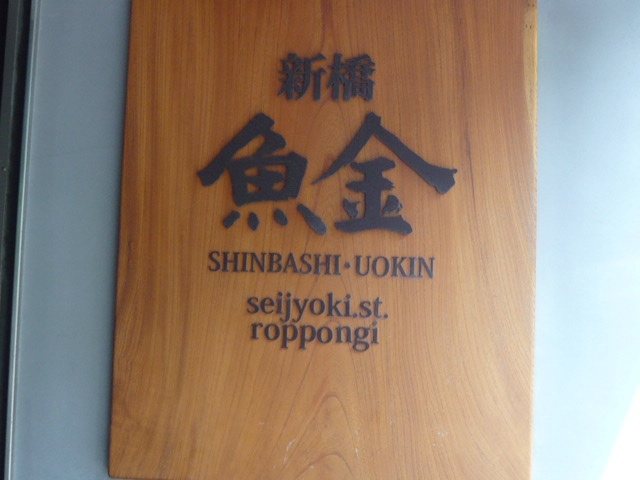 新橋
魚金
SHINBASHI・UOKIN
seijyoki.st.
roppongi